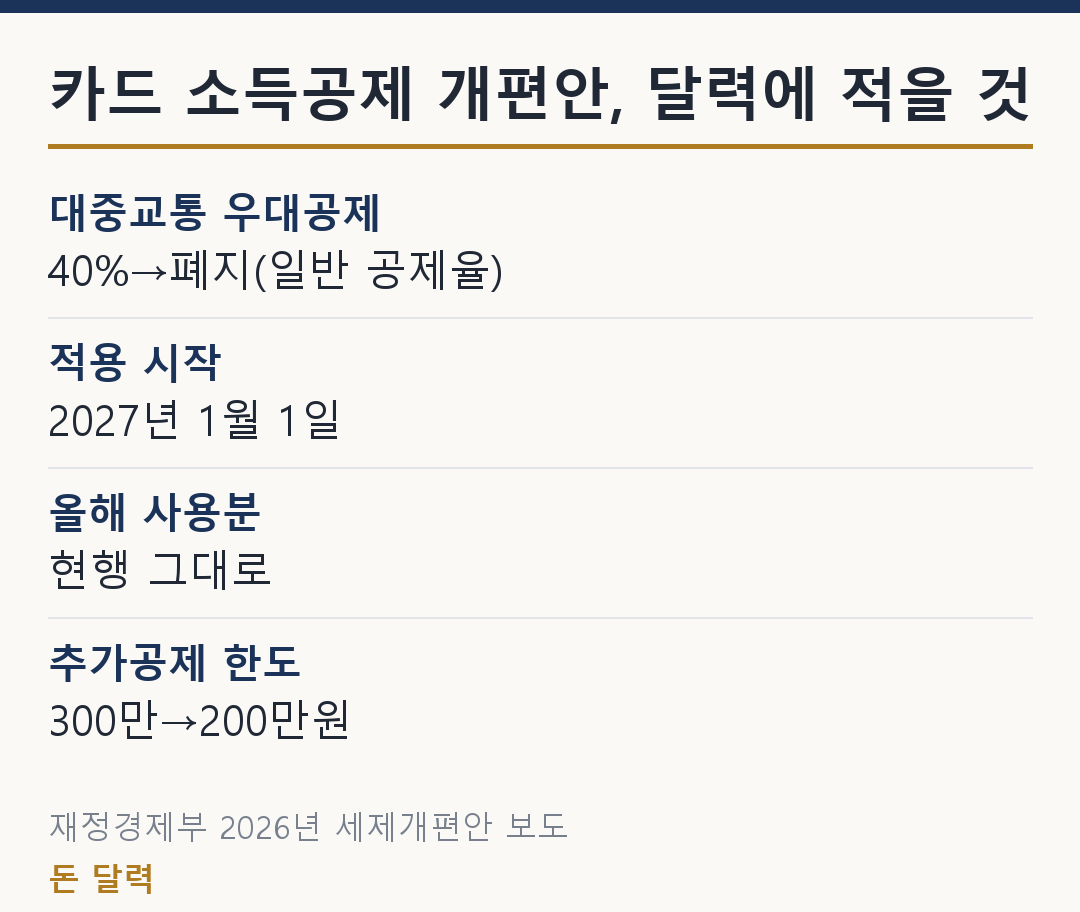 카드 소득공제 개편안, 달력에 적을 것
대중교통 우대공제
40%→폐지(일반 공제율)
적용 시작
2027년 1월 1일
올해 사용분
현행 그대로
추가공제 한도
300만→200만원
재정경제부 2026년 세제개편안 보도
돈 달력